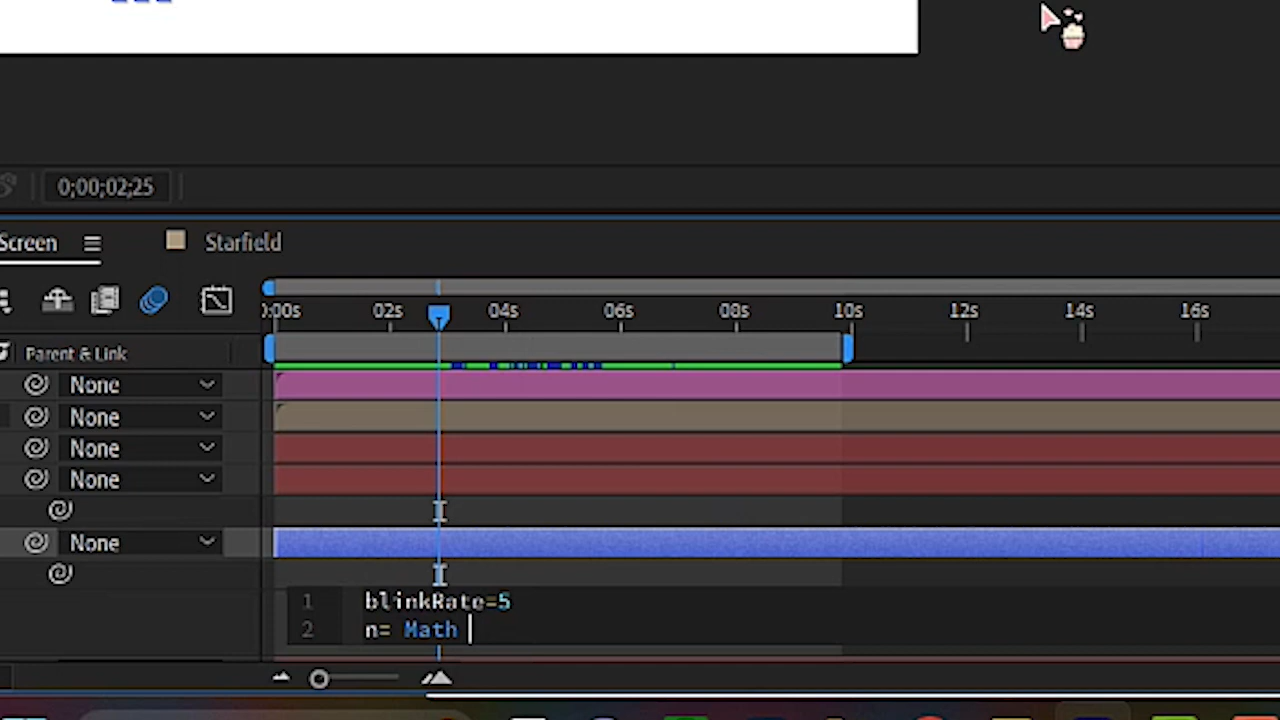 0;00;02;25
Screen
Starfield
0:00s 02s 04s 06s 08s 10s 12s 14s 16s
Parent & Link
None
None
None
None
None
1 blinkRate=5
2 n= Math